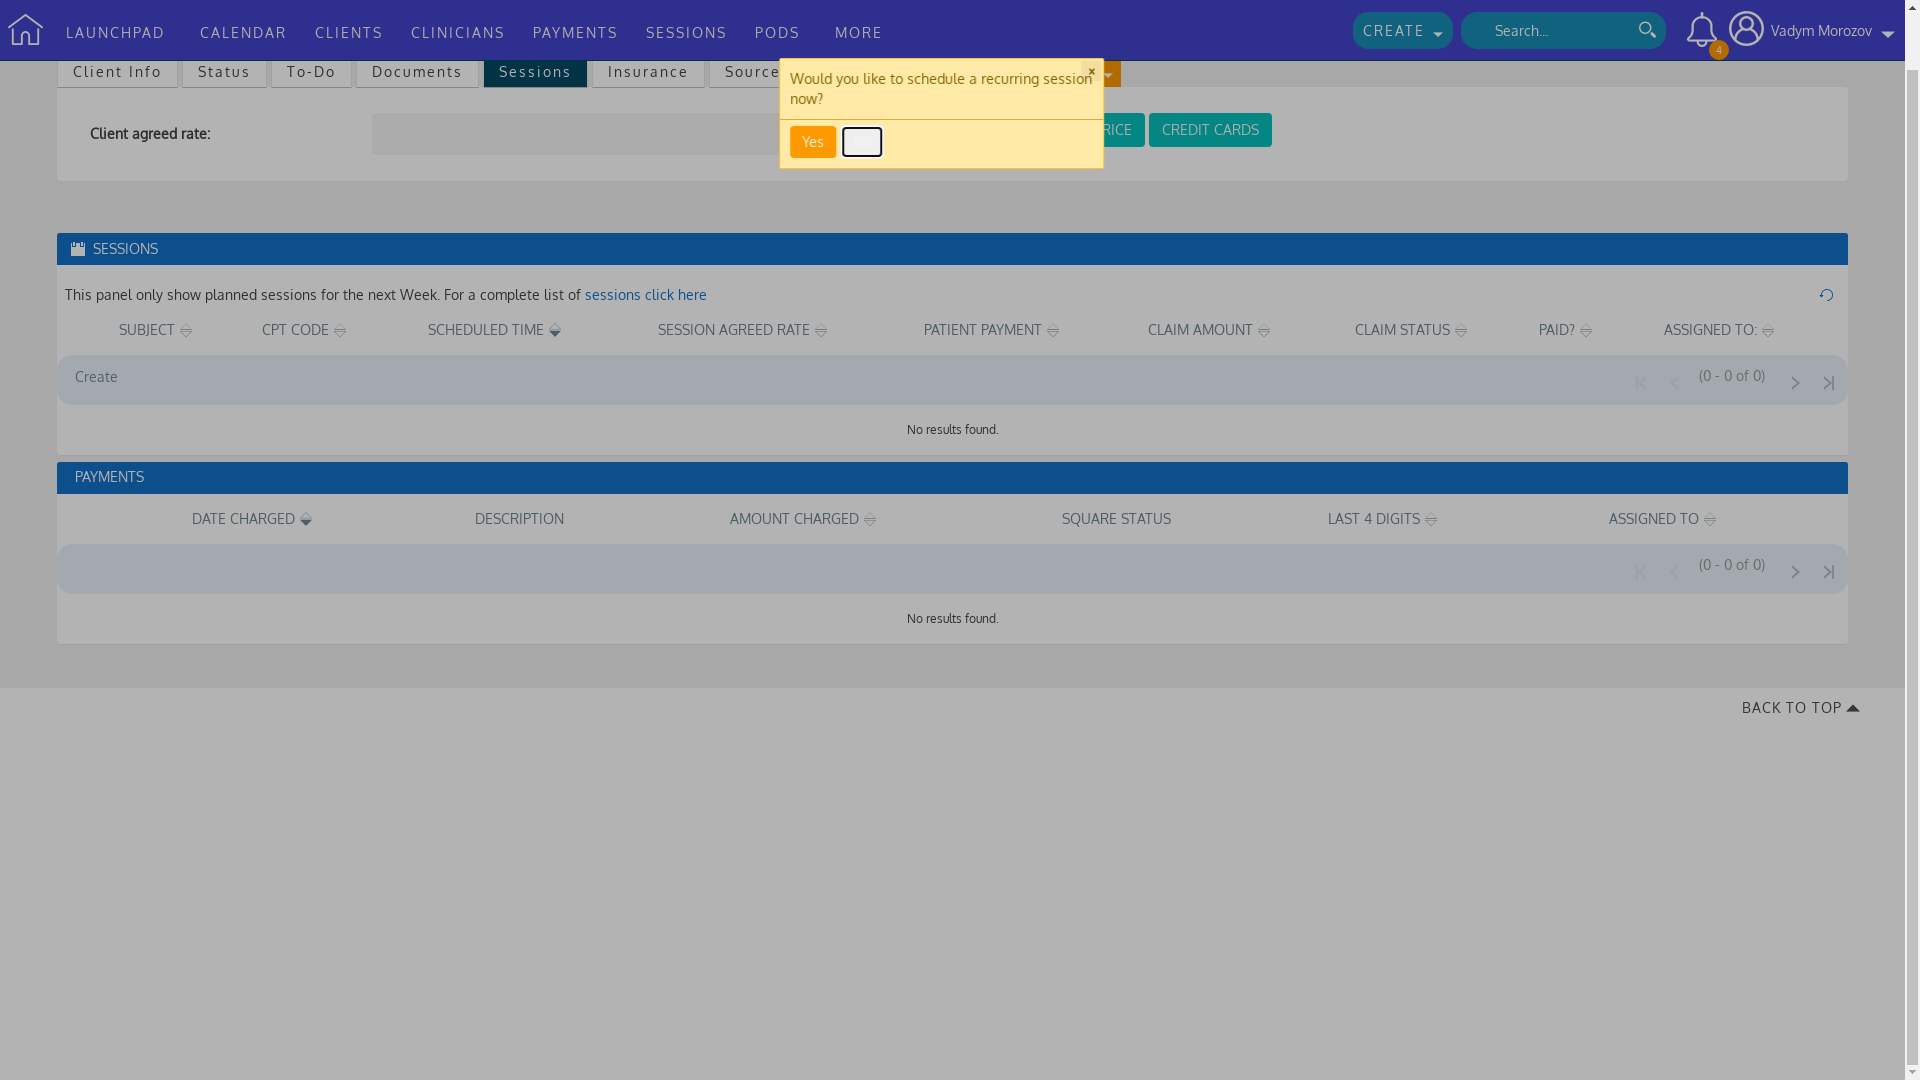 LAUNCHPAD CALENDAR CLIENTS CLINICIANS PAYMENTS SESSIONS PODS MORE CREATE Search... 4 Vadym Morozov
Client Info Status To-Do Documents Sessions Insurance Source
Would you like to schedule a recurring session
now?
×
Yes
Client agreed rate:
RICE CREDIT CARDS
SESSIONS
This panel only show planned sessions for the next Week. For a complete list of sessions click here
SUBJECT CPT CODE SCHEDULED TIME SESSION AGREED RATE PATIENT PAYMENT CLAIM AMOUNT CLAIM STATUS PAID? ASSIGNED TO:
Create (0 - 0 of 0)
No results found.
PAYMENTS
DATE CHARGED DESCRIPTION AMOUNT CHARGED SQUARE STATUS LAST 4 DIGITS ASSIGNED TO
(0 - 0 of 0)
No results found.
BACK TO TOP